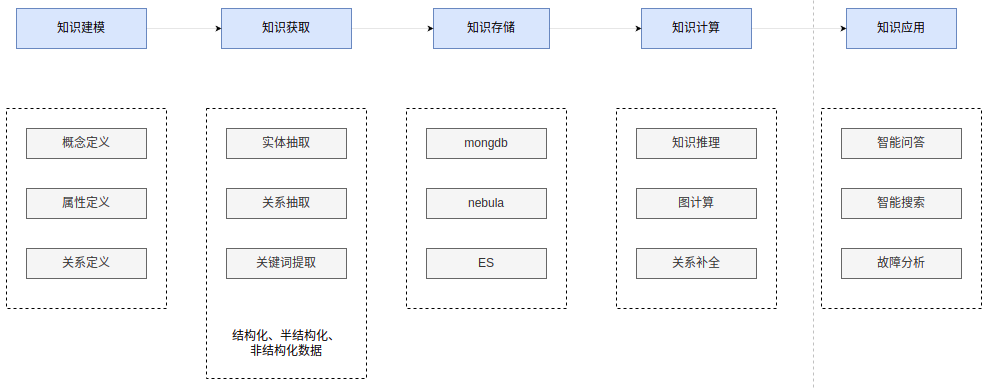 知识建模
知识获取
知识存储
知识计算
知识应用
概念定义
属性定义
关系定义
实体抽取
关系抽取
关键词提取
结构化、半结构化、
非结构化数据
mongdb
nebula
ES
知识推理
图计算
关系补全
智能问答
智能搜索
故障分析